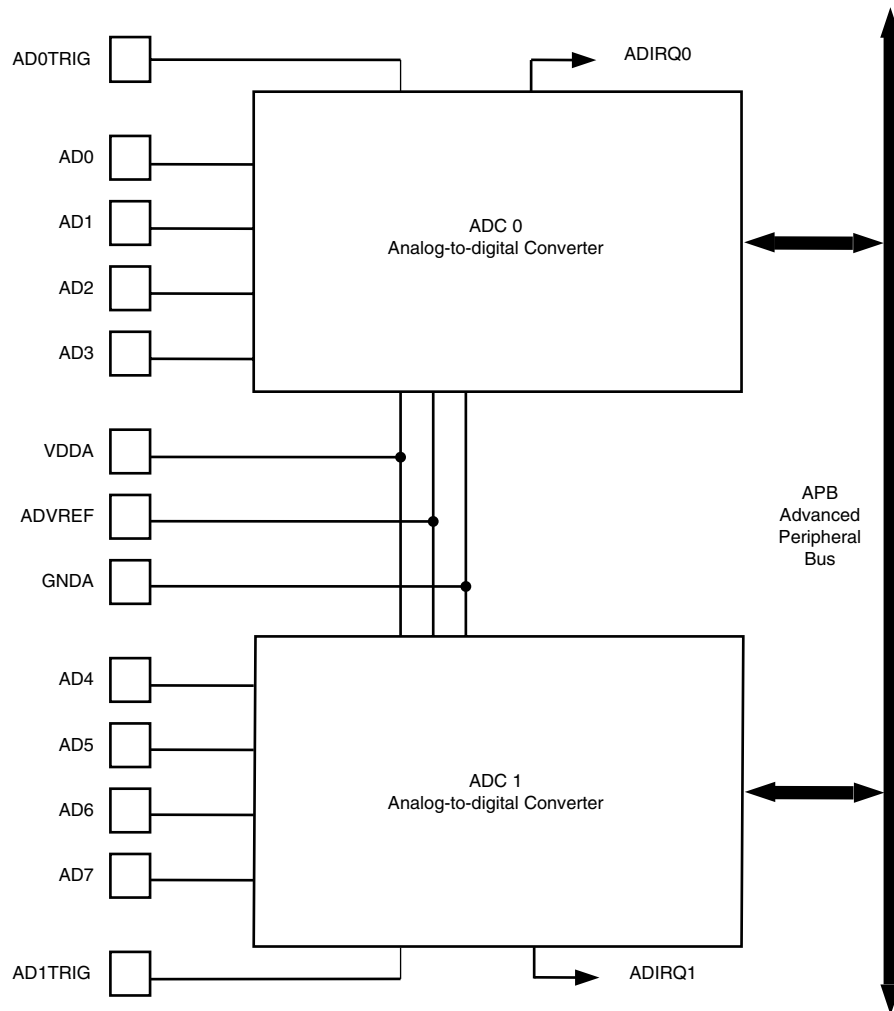 AD0TRIG
ADIRQ0
AD0
AD1
AD2
AD3
ADC 0
Analog-to-digital Converter
VDDA
ADVREF
GNDA
APB
Advanced
Peripheral
Bus
AD4
AD5
AD6
AD7
ADC 1
Analog-to-digital Converter
AD1TRIG
ADIRQ1